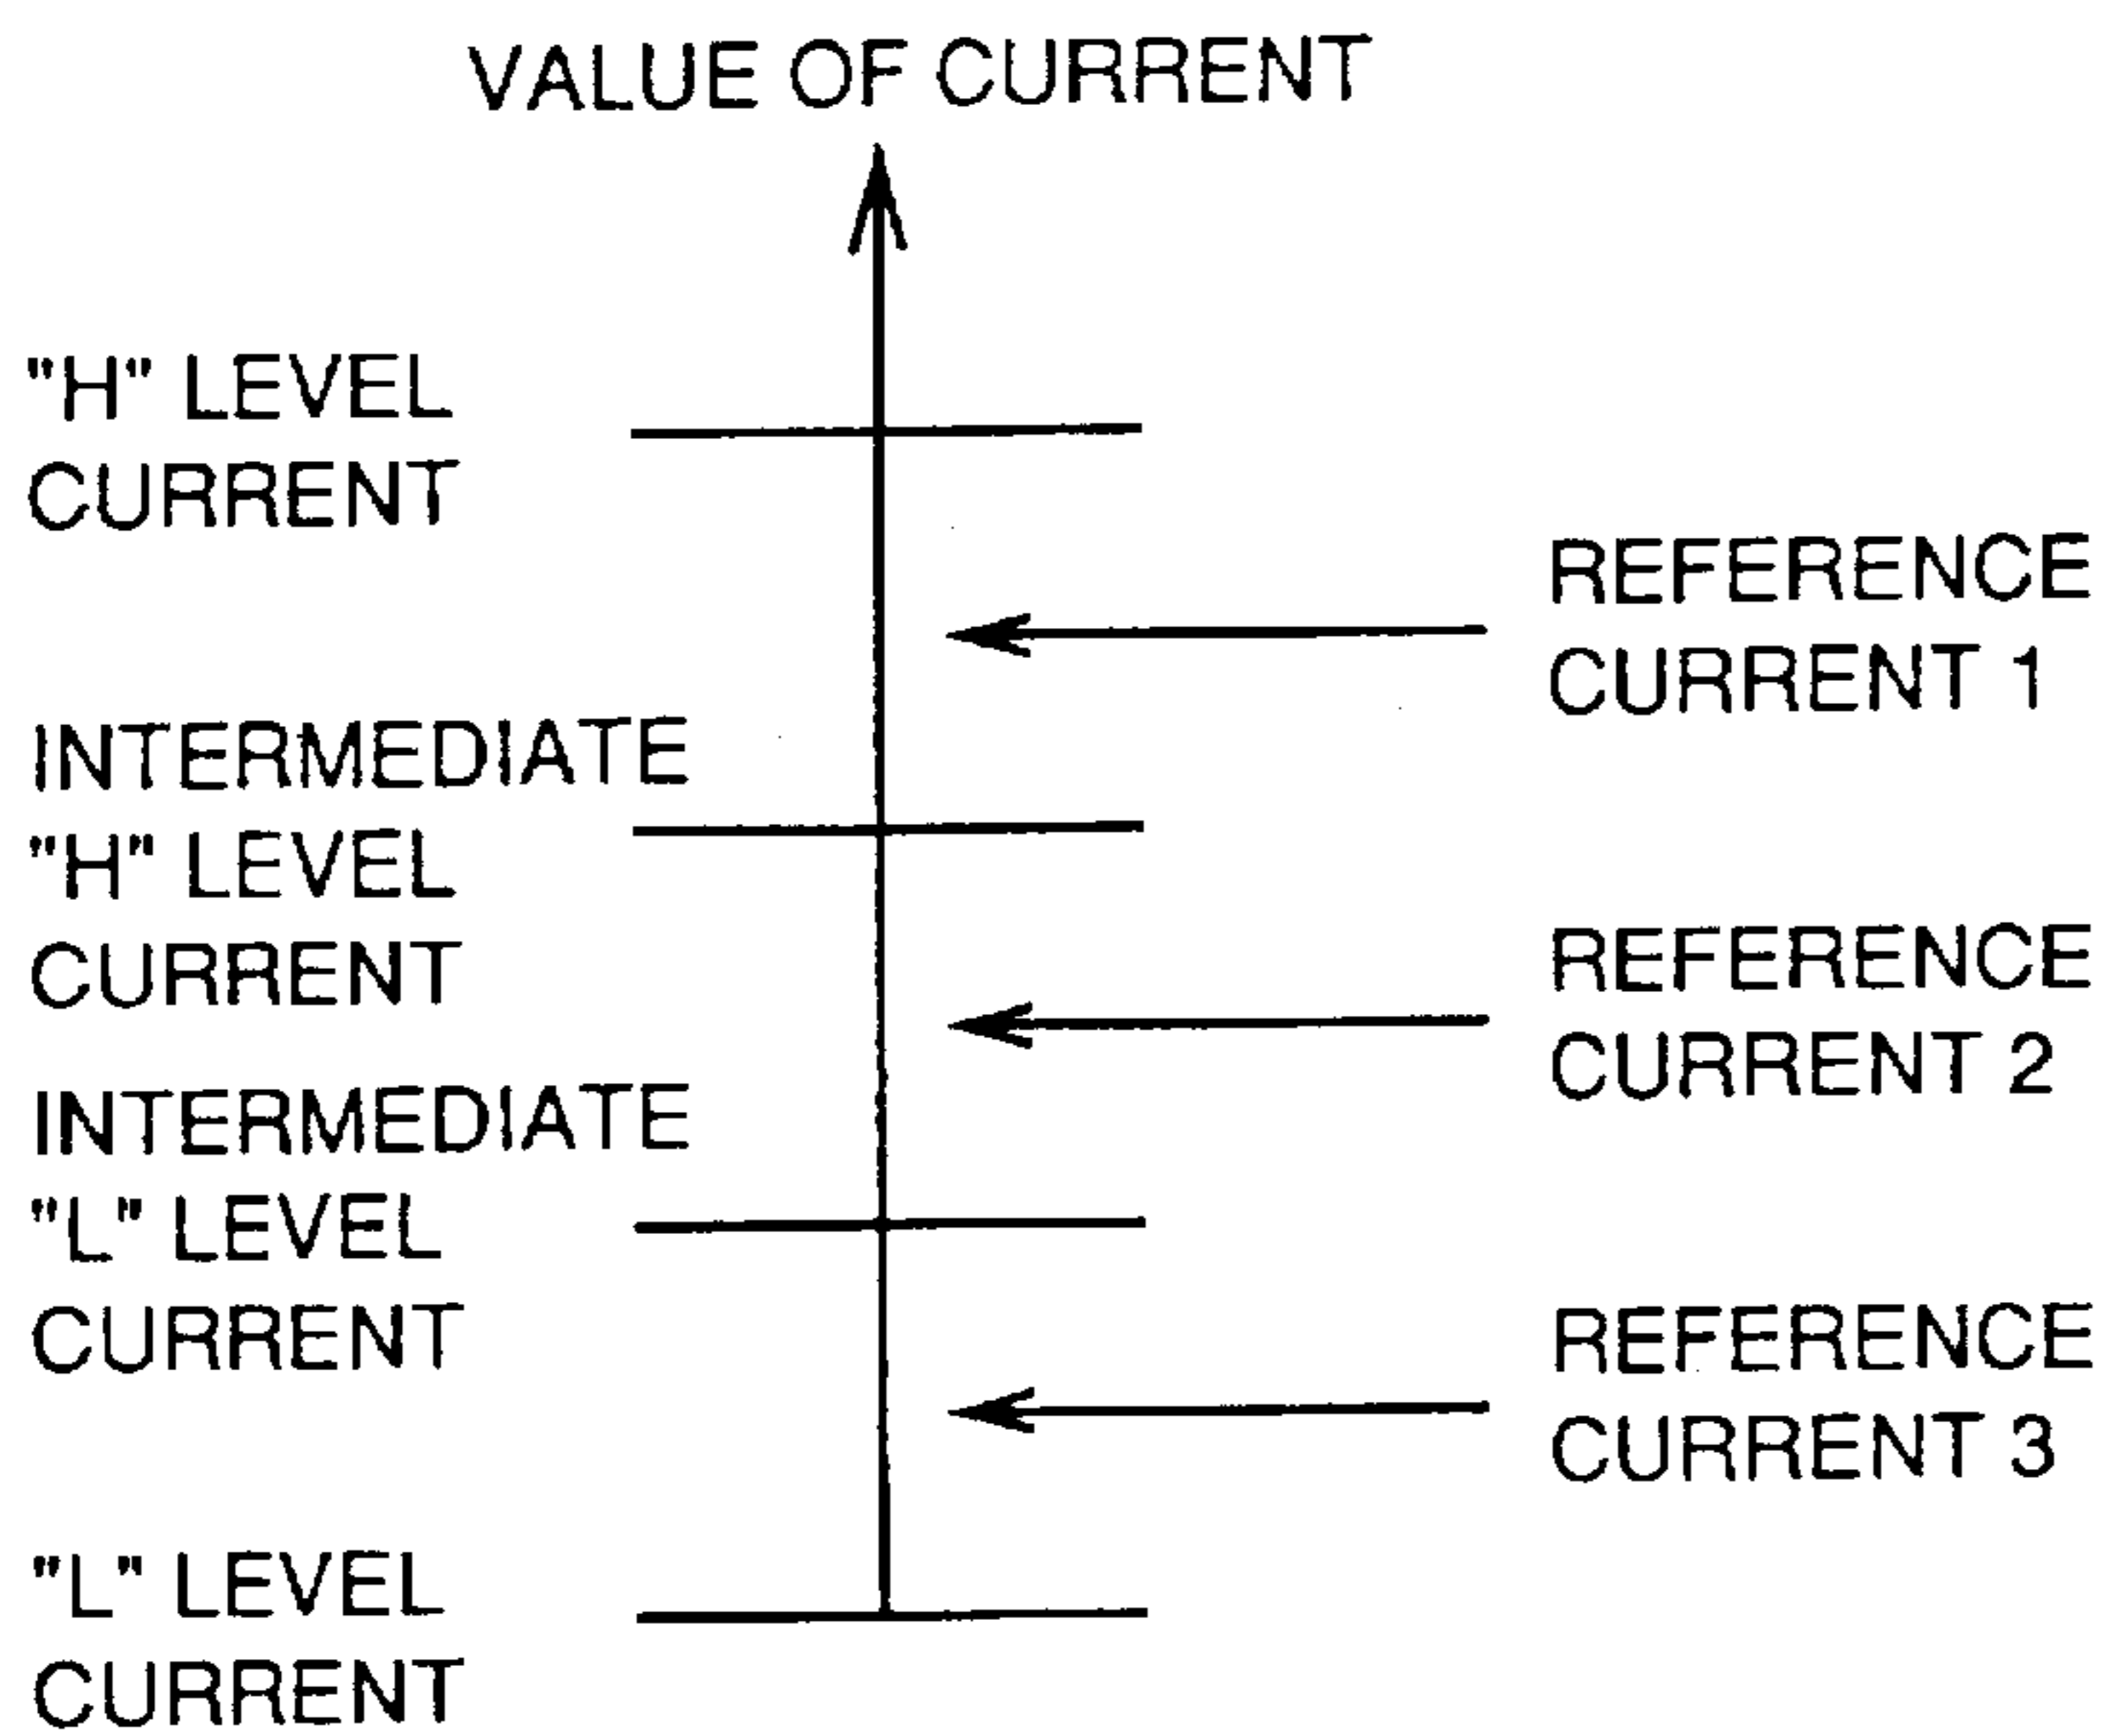 VALUE OF CURRENT
"H" LEVEL
CURRENT
REFERENCE
CURRENT 1
INTERMEDIATE
"H" LEVEL
CURRENT
REFERENCE
CURRENT 2
INTERMEDIATE
"L" LEVEL
CURRENT
REFERENCE
CURRENT 3
"L" LEVEL
CURRENT